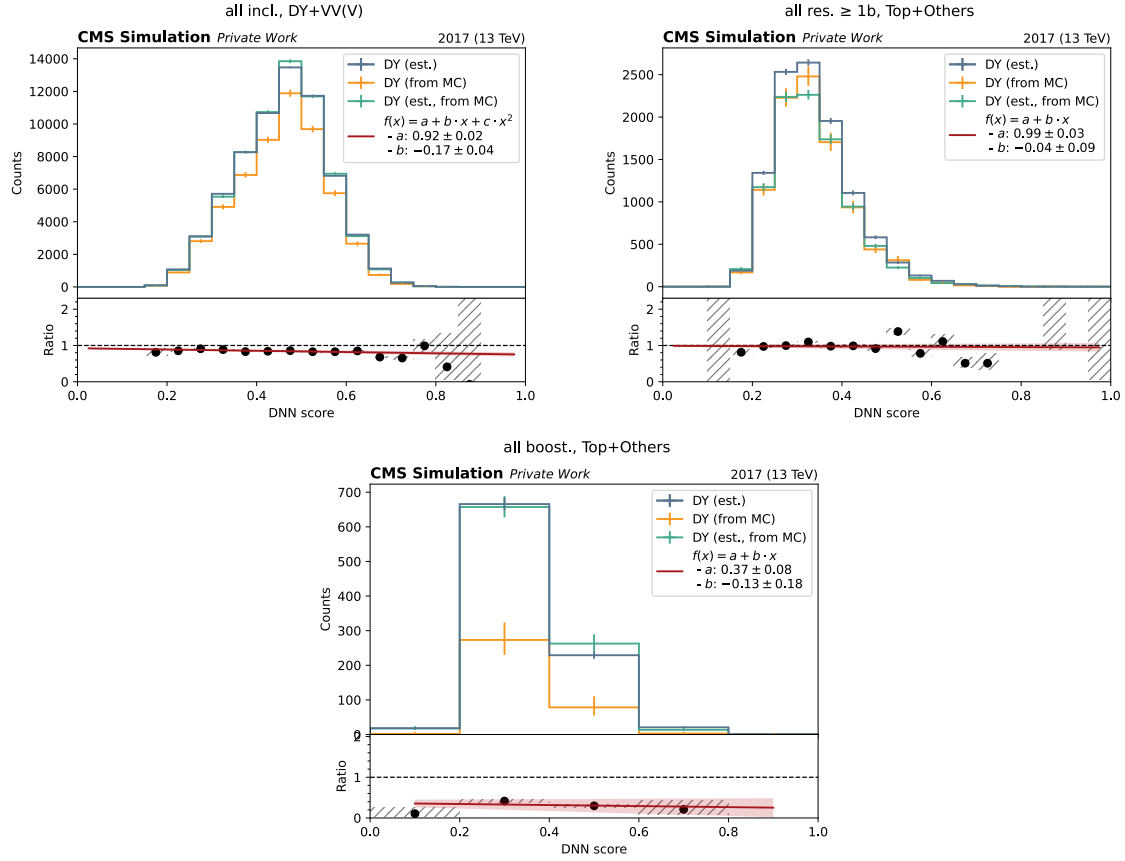 all incl., DY+VV(V)
CMS Simulation Private Work 2017 (13 TeV)
14000
12000
10000
8000
6000
4000
2000
0
Counts
DY (est.)
DY (from MC)
DY (est., from MC)
f(x) = a + b · x + c · x²
- a: 0.92 ± 0.02
- b: −0.17 ± 0.04
2
1
0
Ratio
0.0 0.2 0.4 0.6 0.8 1.0
DNN score
all res. ≥ 1b, Top+Others
CMS Simulation Private Work 2017 (13 TeV)
2500
2000
1500
1000
500
0
Counts
DY (est.)
DY (from MC)
DY (est., from MC)
f(x) = a + b · x
- a: 0.99 ± 0.03
- b: −0.04 ± 0.09
2
1
0
Ratio
0.0 0.2 0.4 0.6 0.8 1.0
DNN score
all boost., Top+Others
CMS Simulation Private Work 2017 (13 TeV)
700
600
500
400
300
200
100
0
Counts
DY (est.)
DY (from MC)
DY (est., from MC)
f(x) = a + b · x
- a: 0.37 ± 0.08
- b: −0.13 ± 0.18
2
1
0
Ratio
0.0 0.2 0.4 0.6 0.8 1.0
DNN score